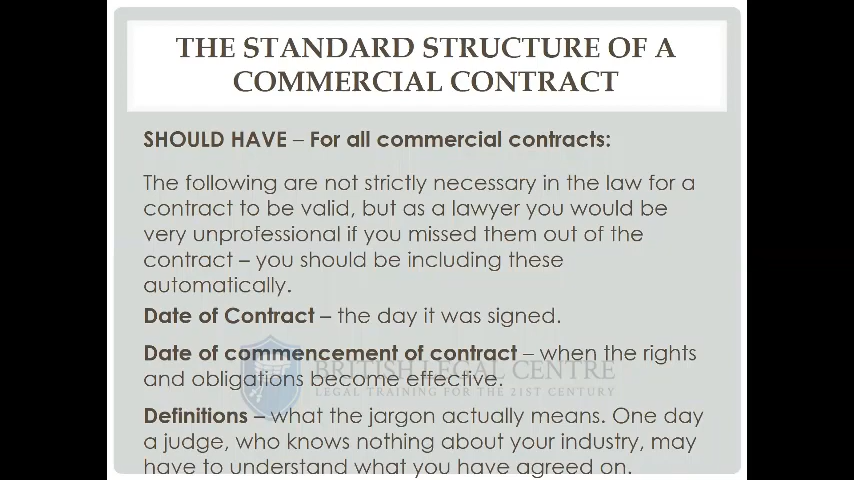 THE STANDARD STRUCTURE OF A
COMMERCIAL CONTRACT
SHOULD HAVE – For all commercial contracts:
The following are not strictly necessary in the law for a
contract to be valid, but as a lawyer you would be
very unprofessional if you missed them out of the
contract – you should be including these
automatically.
Date of Contract – the day it was signed.
Date of commencement of contract – when the rights
and obligations become effective.
BRITISH LEGAL CENTRE
LEGAL TRAINING FOR THE 21ST CENTURY
Definitions – what the jargon actually means. One day
a judge, who knows nothing about your industry, may
have to understand what you have agreed on.